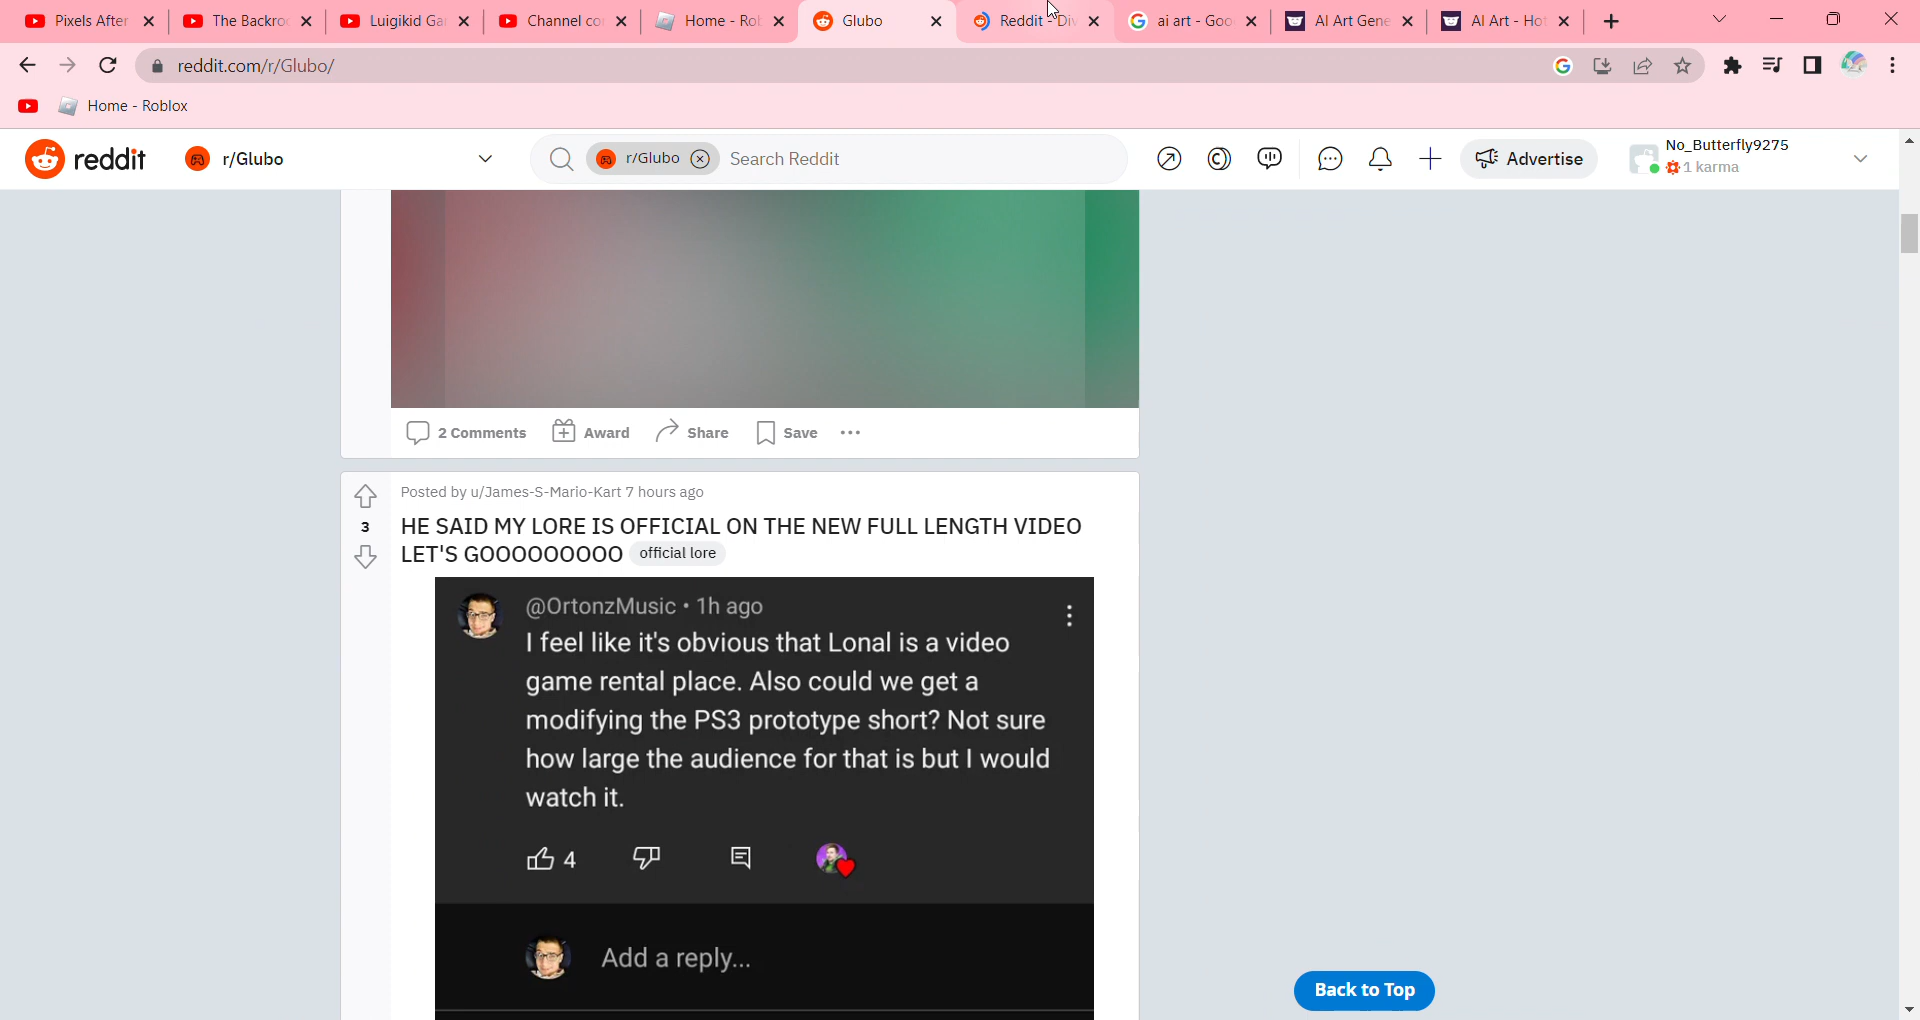 Pixels After
The Backroo
Luigikid Ga
Channel co
Home - Rob
Glubo
Reddit - Div
ai art - Goo
AI Art Gene
AI Art - Hot
reddit.com/r/Glubo/
Home - Roblox
reddit
r/Glubo
r/Glubo
Search Reddit
Advertise
No_Butterfly9275
1 karma
2 Comments
Award
Share
Save
Posted by u/James-S-Mario-Kart 7 hours ago
3
HE SAID MY LORE IS OFFICIAL ON THE NEW FULL LENGTH VIDEO
LET'S GOOOOOOOOO official lore
@OrtonzMusic • 1h ago
I feel like it's obvious that Lonal is a video
game rental place. Also could we get a
modifying the PS3 prototype short? Not sure
how large the audience for that is but I would
watch it.
4
Add a reply...
Back to Top